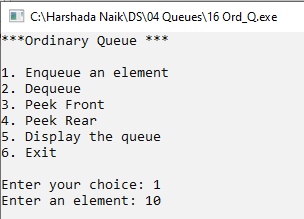 C:\Harshada Naik\DS\04 Queues\16 Ord_Q.exe
***Ordinary Queue ***
1. Enqueue an element
2. Dequeue
3. Peek Front
4. Peek Rear
5. Display the queue
6. Exit
Enter your choice: 1
Enter an element: 10